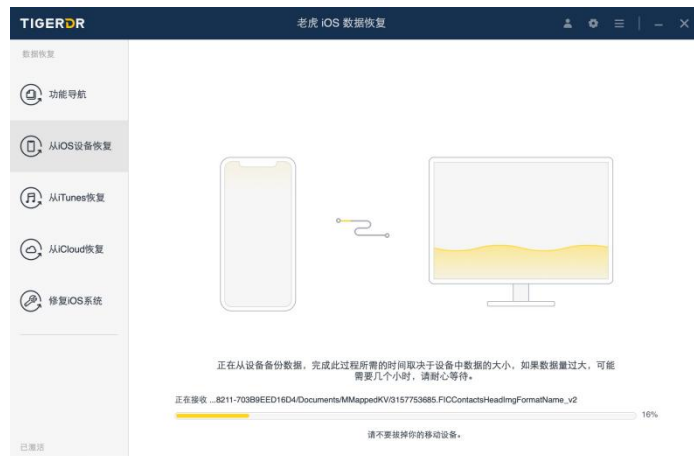 TIGERDR
老虎 iOS 数据恢复
数据恢复
功能导航
从iOS设备恢复
从iTunes恢复
从iCloud恢复
修复iOS系统
正在从设备备份数据，完成此过程所需的时间取决于设备中数据的大小，如果数据量过大，可能
需要几个小时，请耐心等待。
正在接收 ...8211-703B9EED16D4/Documents/MMappedKV/3157753685.FICContactsHeadImgFormatName_v2
16%
请不要拔掉你的移动设备。
已激活